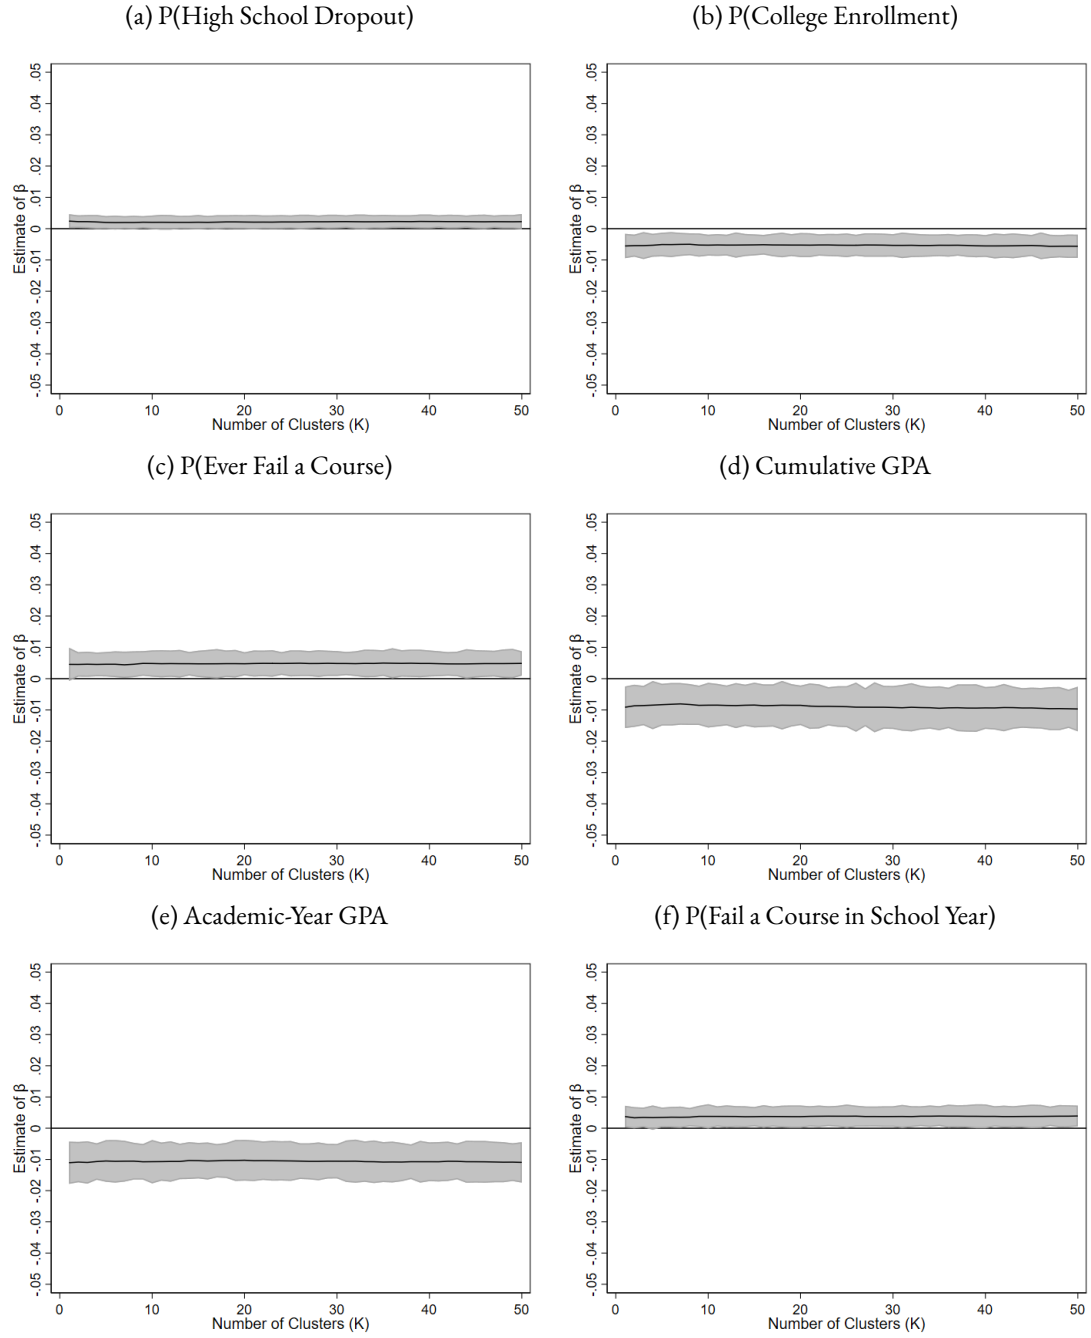 (a) P(High School Dropout)
Estimate of β
.05
.04
.03
.02
.01
0
-.01
-.02
-.03
-.04
-.05
0 10 20 30 40 50
Number of Clusters (K)
(b) P(College Enrollment)
Estimate of β
.05
.04
.03
.02
.01
0
-.01
-.02
-.03
-.04
-.05
0 10 20 30 40 50
Number of Clusters (K)
(c) P(Ever Fail a Course)
Estimate of β
.05
.04
.03
.02
.01
0
-.01
-.02
-.03
-.04
-.05
0 10 20 30 40 50
Number of Clusters (K)
(d) Cumulative GPA
Estimate of β
.05
.04
.03
.02
.01
0
-.01
-.02
-.03
-.04
-.05
0 10 20 30 40 50
Number of Clusters (K)
(e) Academic-Year GPA
Estimate of β
.05
.04
.03
.02
.01
0
-.01
-.02
-.03
-.04
-.05
0 10 20 30 40 50
Number of Clusters (K)
(f) P(Fail a Course in School Year)
Estimate of β
.05
.04
.03
.02
.01
0
-.01
-.02
-.03
-.04
-.05
0 10 20 30 40 50
Number of Clusters (K)